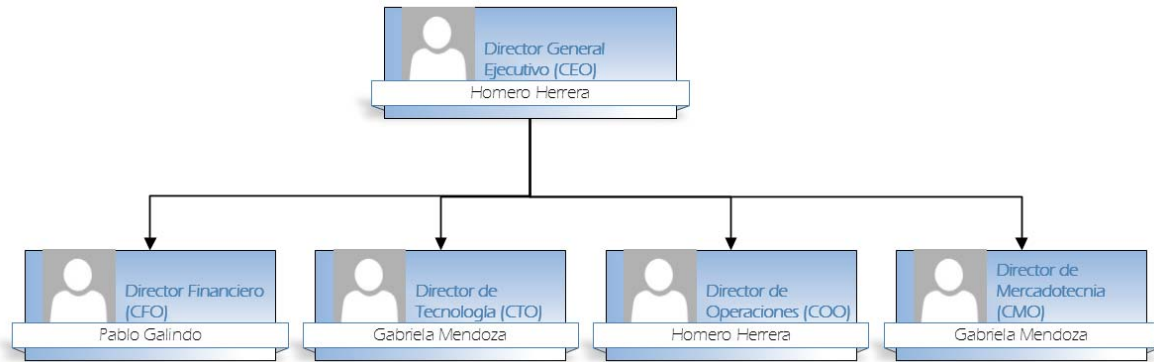 Director General
Ejecutivo (CEO)
Homero Herrera
Director Financiero
(CFO)
Pablo Galindo
Director de
Tecnología (CTO)
Gabriela Mendoza
Director de
Operaciones (COO)
Homero Herrera
Director de
Mercadotecnia
(CMO)
Gabriela Mendoza